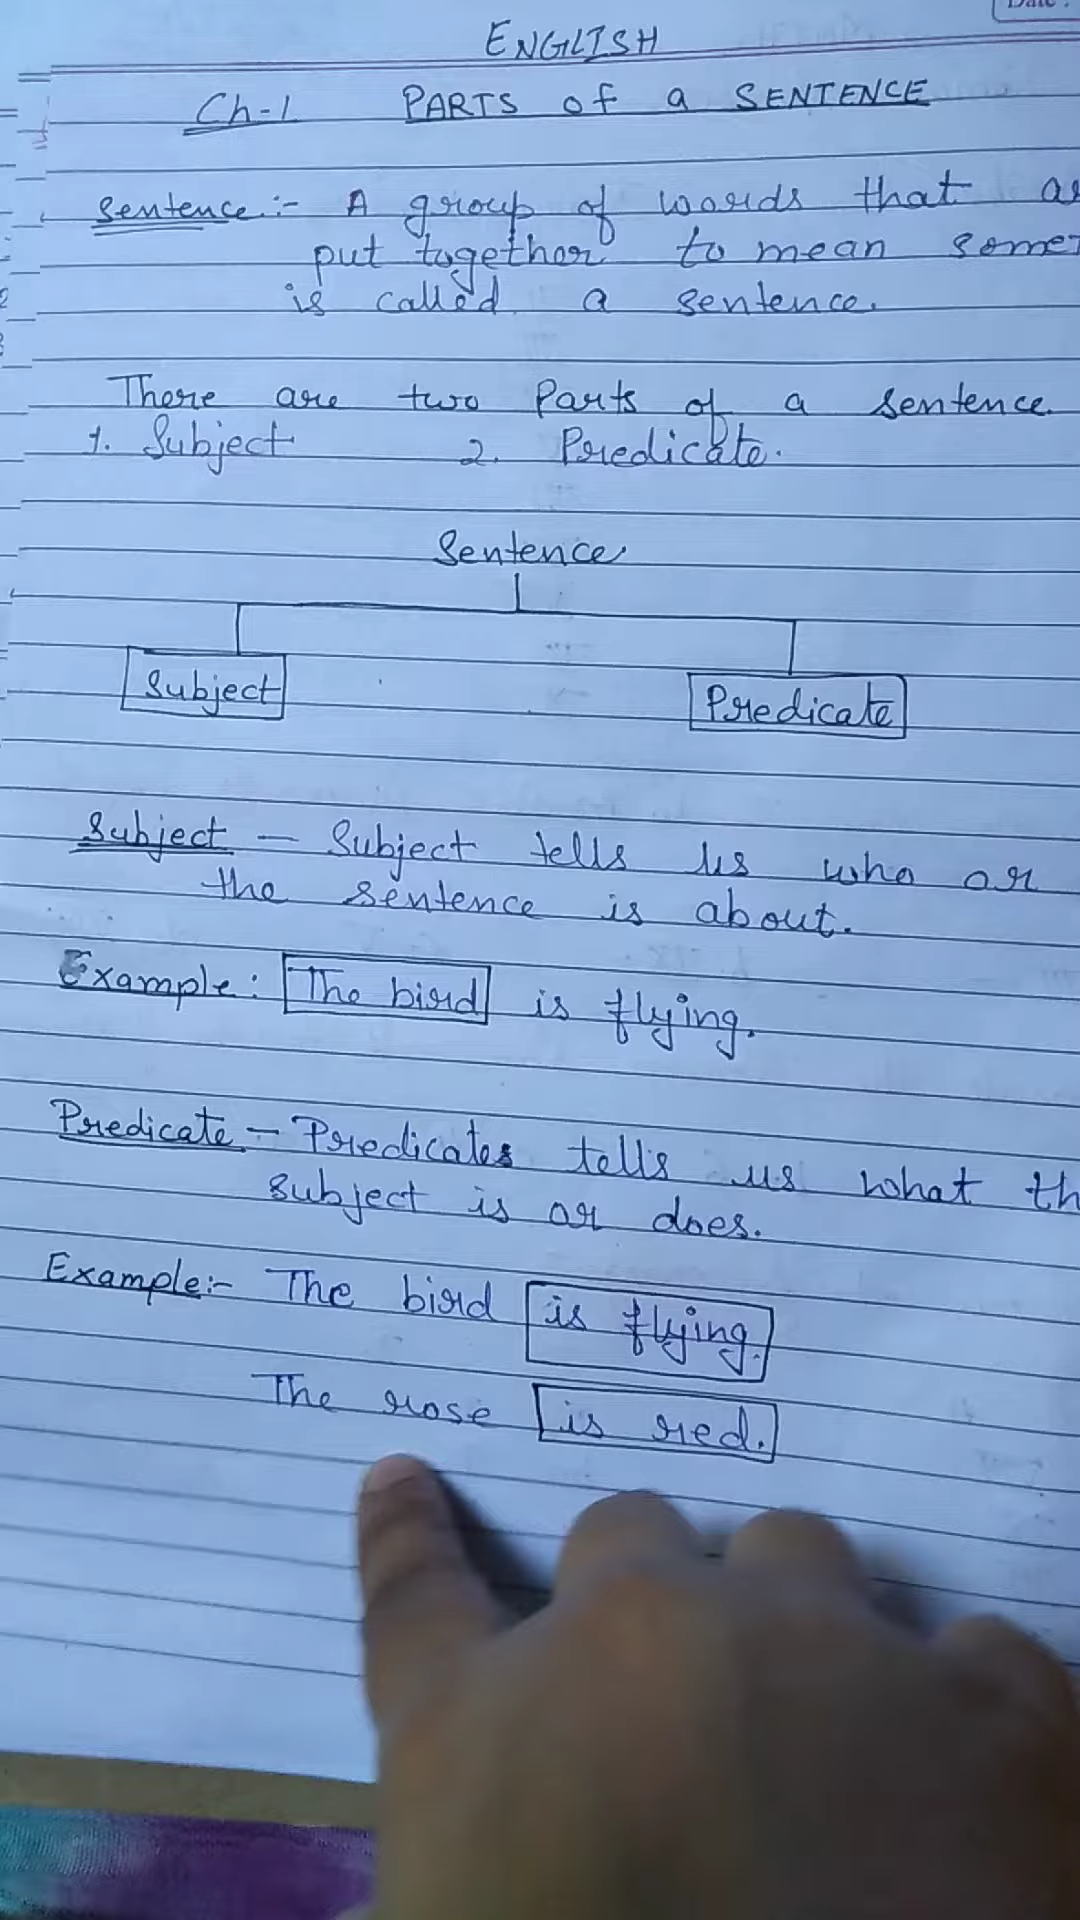 Date :
ENGLISH
Ch-1 PARTS of a SENTENCE
Sentence :- A group of words that
put together to mean
is called a sentence.
There are two Parts of a sentence.
1. Subject 2. Predicate.
Sentence
Subject Predicate
Subject – Subject tells us who or
the sentence is about.
Example : The bird is flying.
Predicate – Predicates tells us what
subject is or does.
Example :- The bird is flying.
The rose is red.